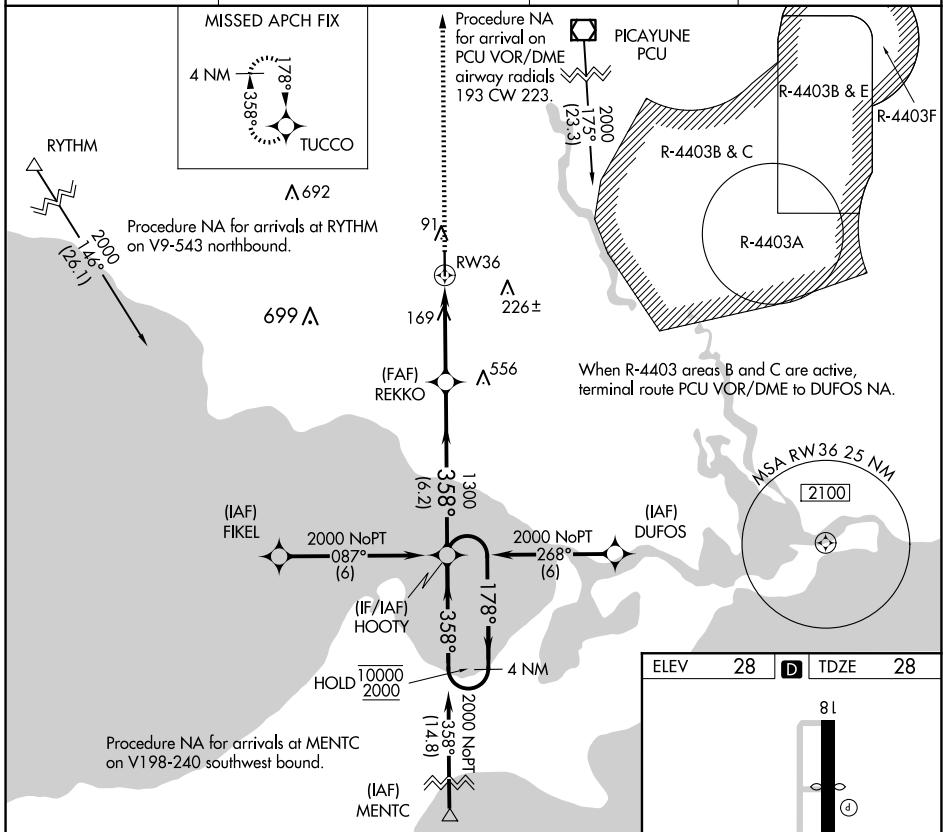 MISSED APCH FIX
4 NM
178°
358°
TUCCO
Procedure NA
for arrival on
PCU VOR/DME
airway radials
193 CW 223.
PICAYUNE
PCU
2000
175°
(23.3)
R-4403B & E
R-4403F
R-4403B & C
R-4403A
RYTHM
2000
146°
(26.1)
692
Procedure NA for arrivals at RYTHM
on V9-543 northbound.
91
RW36
226±
699
169
(FAF)
REKKO
556
When R-4403 areas B and C are active,
terminal route PCU VOR/DME to DUFOS NA.
1300
358°
(6.2)
MSA RW36 25 NM
2100
(IAF)
FIKEL
2000 NoPT
087°
(6)
(IAF)
DUFOS
2000 NoPT
268°
(6)
(IF/IAF)
HOOTY
358°
178°
HOLD 10000
2000
4 NM
2000 NoPT
358°
(14.8)
Procedure NA for arrivals at MENTC
on V198-240 southwest bound.
(IAF)
MENTC
ELEV 28 D TDZE 28
18
P